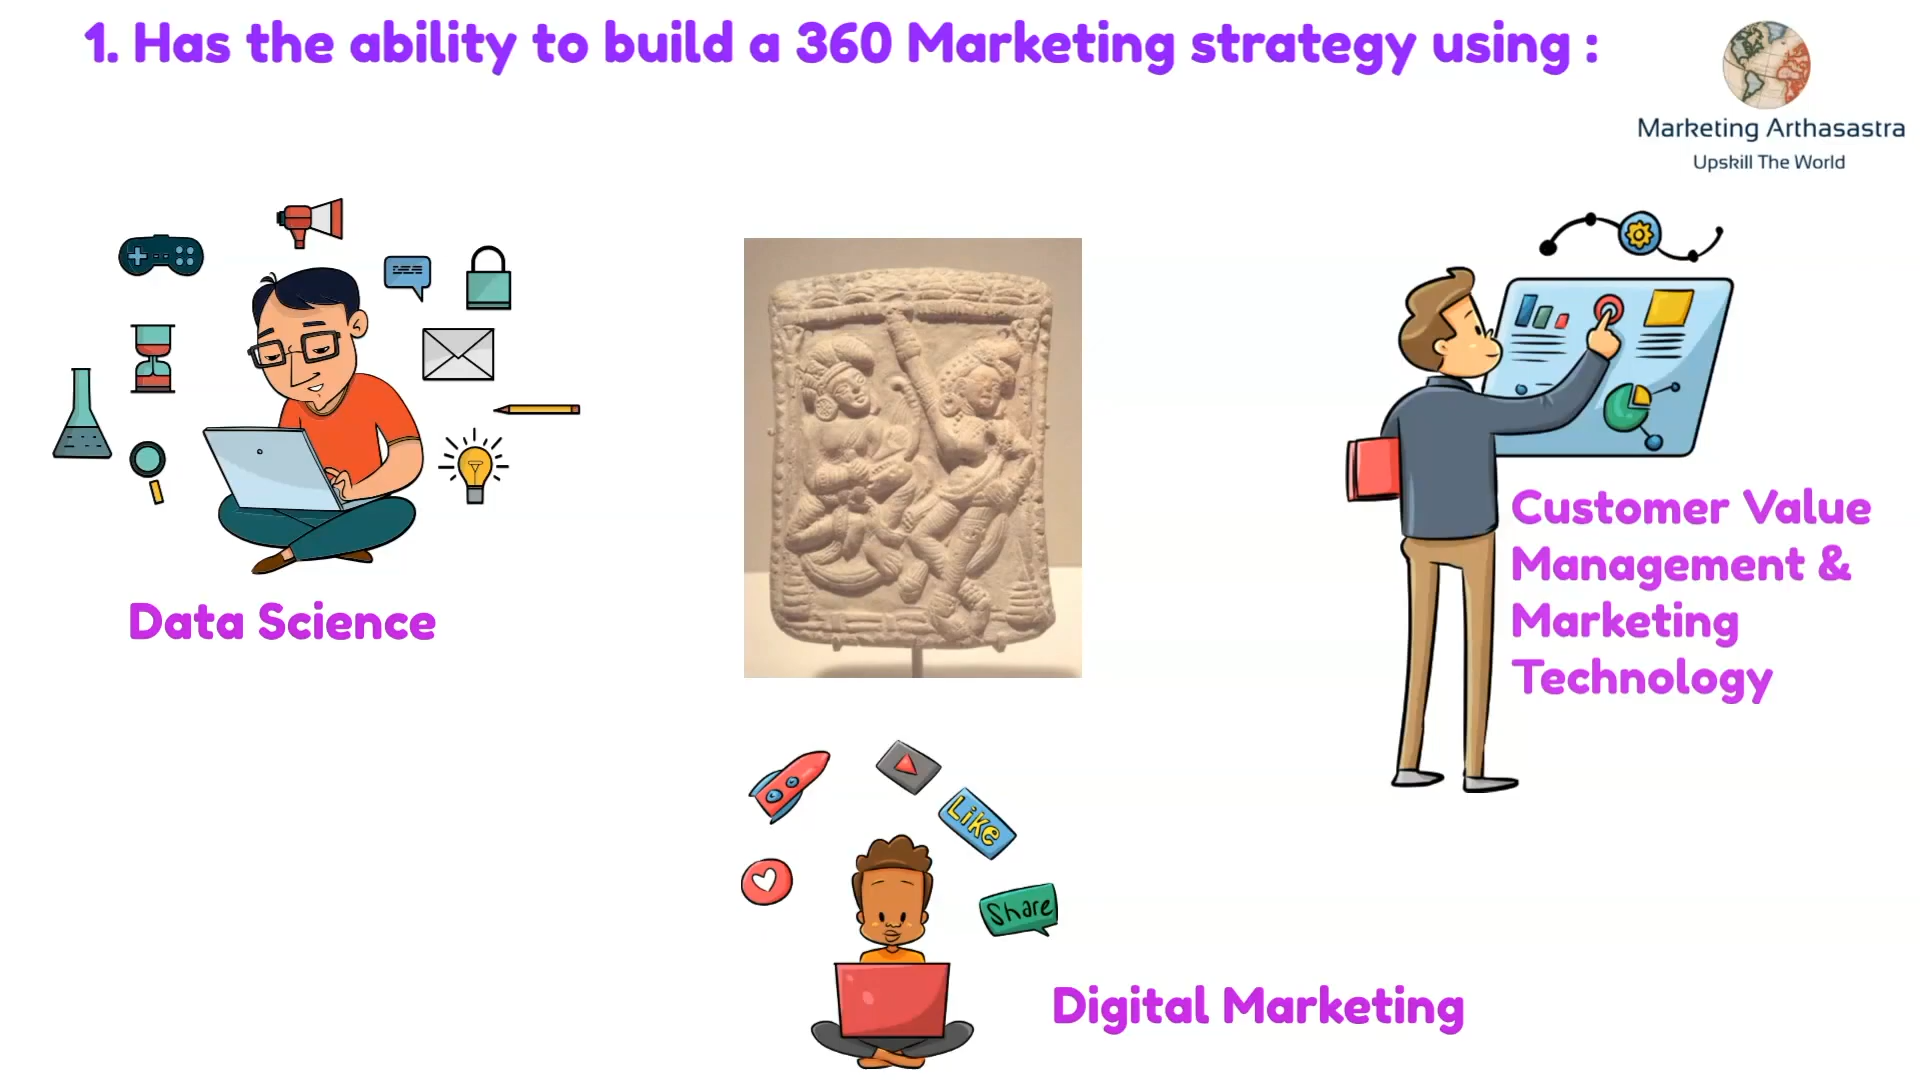 1. Has the ability to build a 360 Marketing strategy using :
Marketing Arthasastra
Upskill The World
Data Science
Customer Value
Management &
Marketing
Technology
Like
Share
Digital Marketing